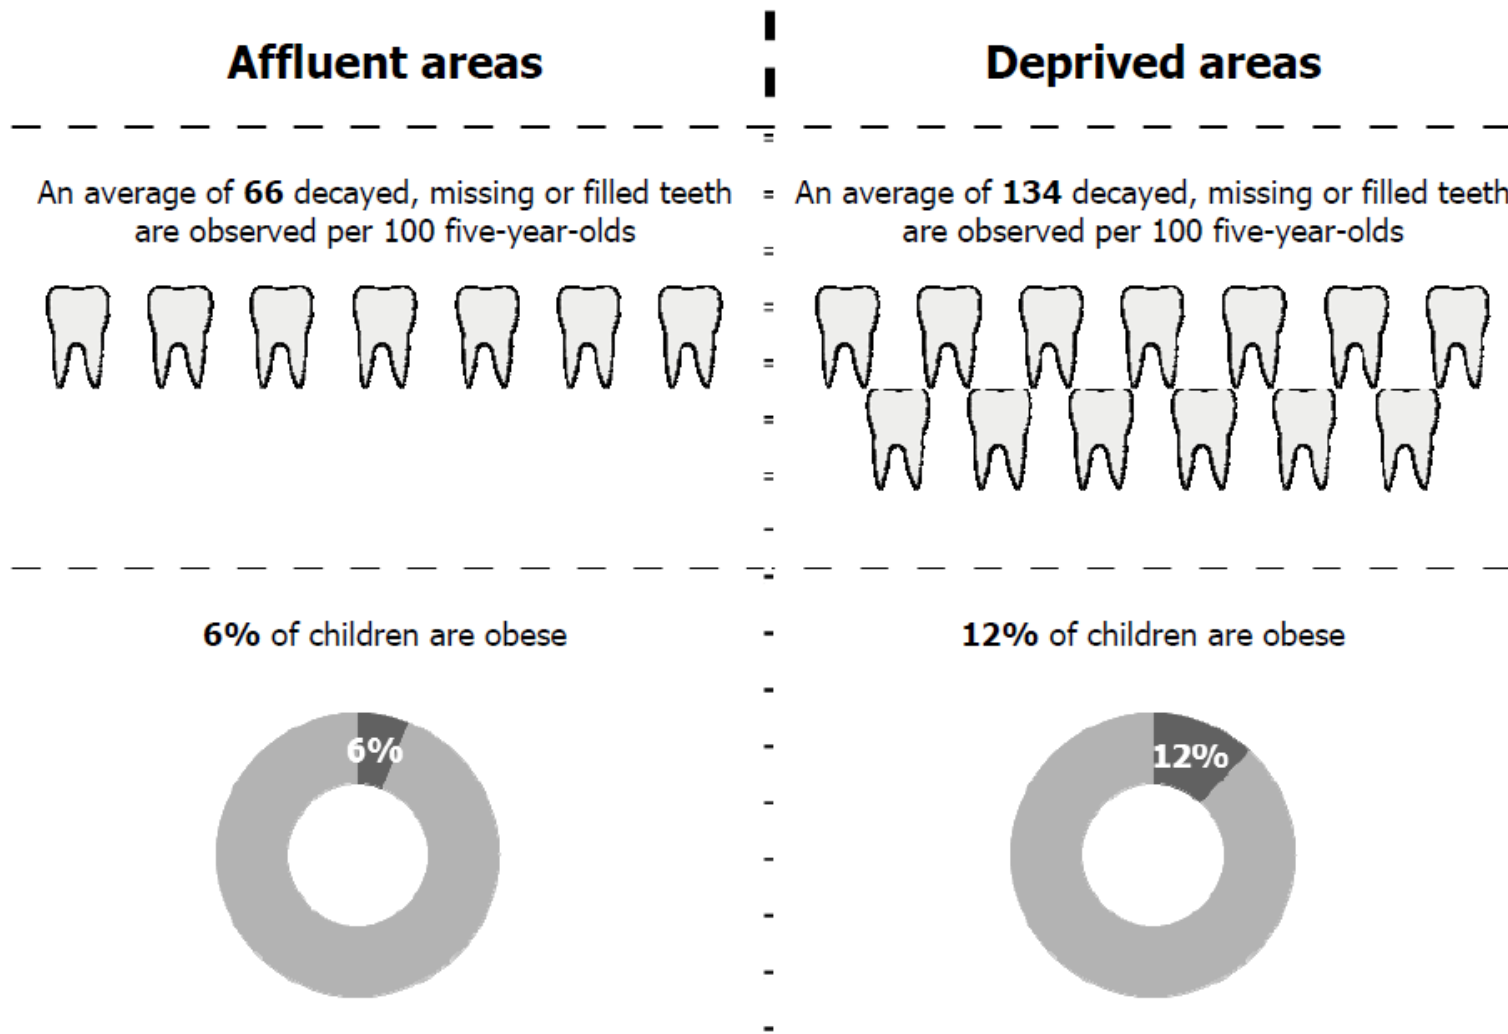 Affluent areas
Deprived areas
An average of 66 decayed, missing or filled teeth
are observed per 100 five-year-olds
An average of 134 decayed, missing or filled teeth
are observed per 100 five-year-olds
6% of children are obese
12% of children are obese
6%
12%